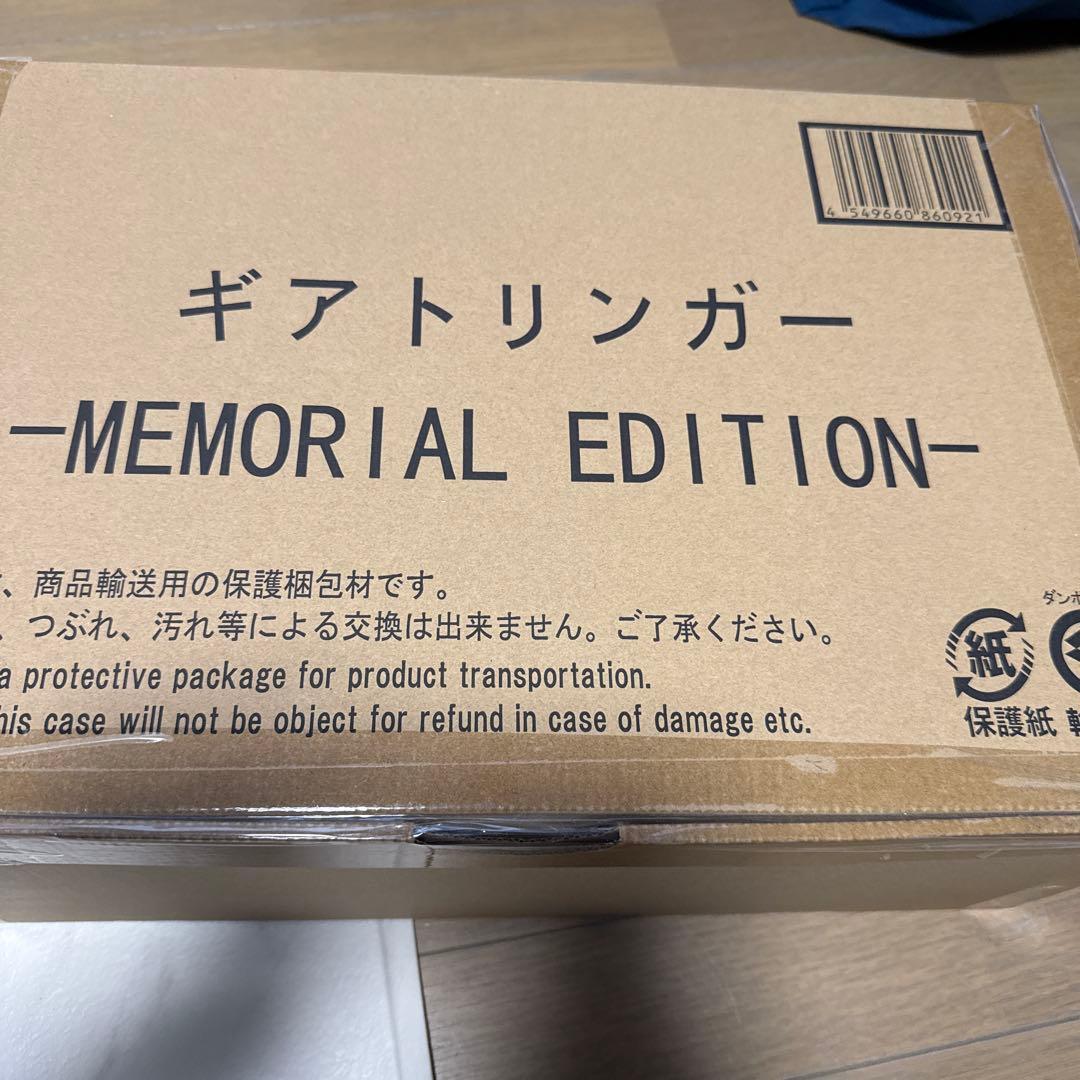 4 549660 860921
ギアトリンガー
-MEMORIAL EDITION-
、商品輸送用の保護梱包材です。
、つぶれ、汚れ等による交換は出来ません。ご了承ください。
a protective package for product transportation.
his case will not be object for refund in case of damage etc.
ダンボ
紙
保護紙